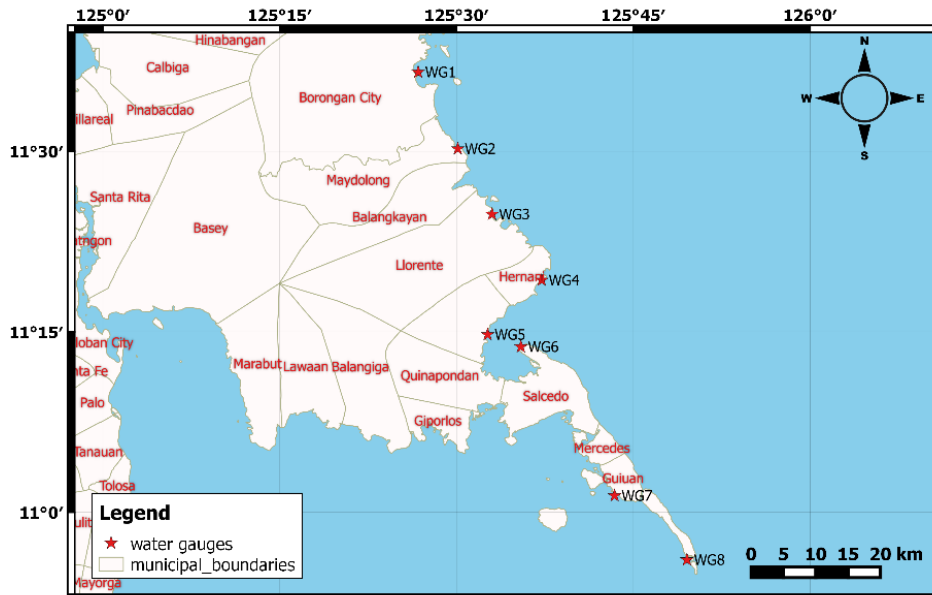 125°0′ 125°15′ 125°30′ 125°45′ 126°0′
Hinabangan
N
Calbiga
WG1
Borongan City
W E
Pinabacdao
illareal
WG2
11°30′
S
Maydolong
Santa Rita
WG3
Balangkayan
Basey
Llorente
Hernan
WG4
11°15′
WG5
WG6
Marabut Lawaan Balangiga
Quinapondan
nta Fe
Salcedo
Palo
Giporlos
Mercedes
Tanauan
Guiuan
Tolosa
WG7
11°0′
Legend
water gauges
municipal_boundaries
0 5 10 15 20 km
WG8
Mayorga